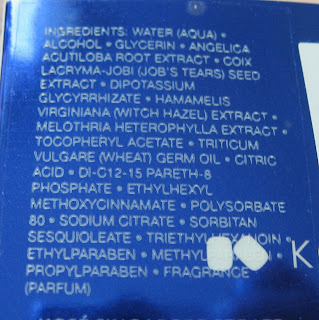 INGREDIENTS: WATER (AQUA) •
ALCOHOL • GLYCERIN • ANGELICA
ACUTILOBA ROOT EXTRACT • COIX
LACRYMA-JOBI (JOB'S TEARS) SEED
EXTRACT • DIPOTASSIUM
GLYCYRRHIZATE • HAMAMELIS
VIRGINIANA (WITCH HAZEL) EXTRACT •
MELOTHRIA HETEROPHYLLA EXTRACT •
TOCOPHERYL ACETATE • TRITICUM
VULGARE (WHEAT) GERM OIL • CITRIC
ACID • DI-C12-15 PARETH-8
PHOSPHATE • ETHYLHEXYL
METHOXYCINNAMATE • POLYSORBATE
80 • SODIUM CITRATE • SORBITAN
SESQUIOLEATE •
ETHYLPARABEN •
PROPYLPARABEN • FRAGRANCE
(PARFUM)